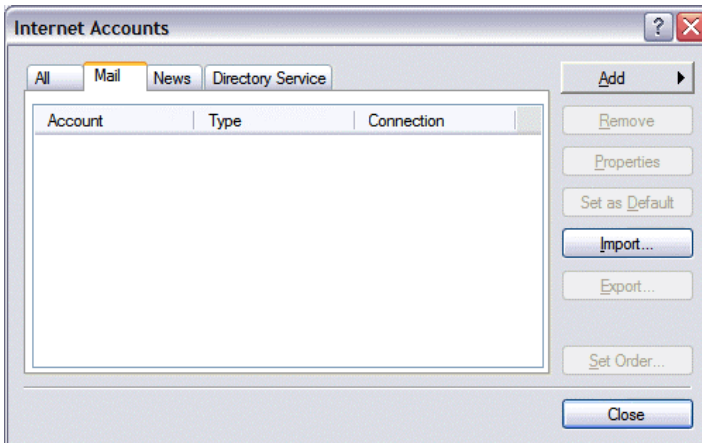 Internet Accounts
?
All Mail News Directory Service
Account Type Connection
Add
Remove
Properties
Set as Default
Import...
Export...
Set Order...
Close